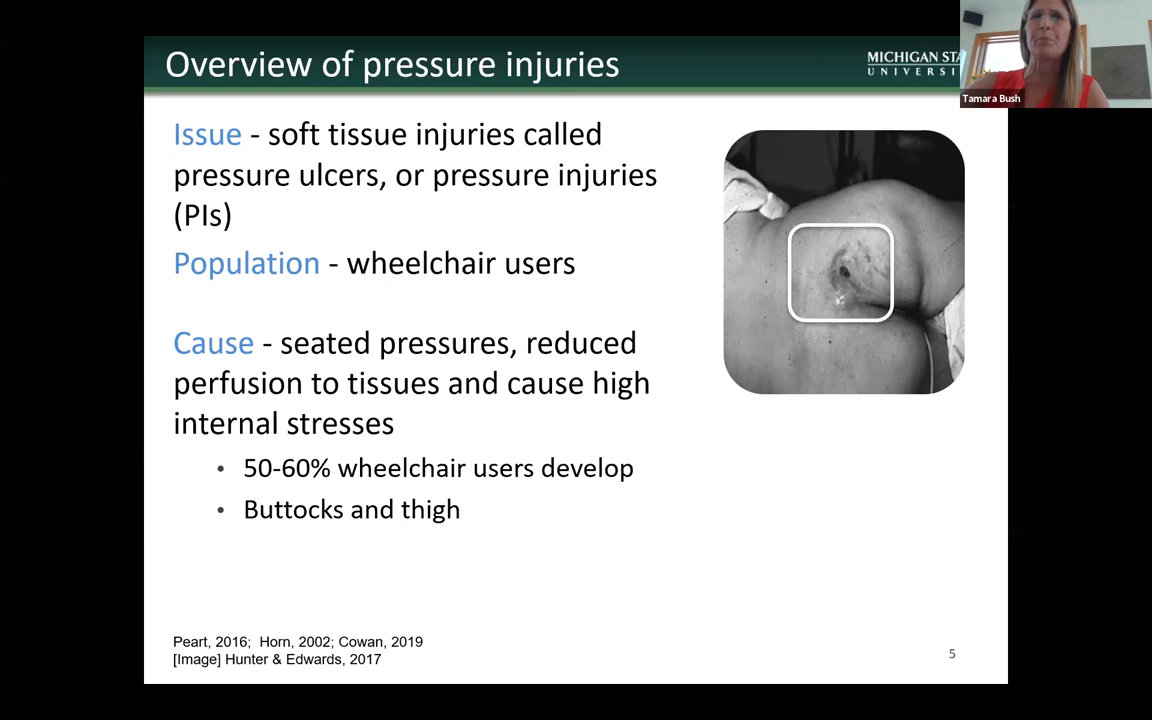 Overview of pressure injuries
MICHIGAN STA
UNIVERSI
Tamara Bush
Issue - soft tissue injuries called
pressure ulcers, or pressure injuries
(PIs)
Population - wheelchair users
Cause - seated pressures, reduced
perfusion to tissues and cause high
internal stresses
• 50-60% wheelchair users develop
• Buttocks and thigh
Peart, 2016;  Horn, 2002; Cowan, 2019
[Image] Hunter & Edwards, 2017
5